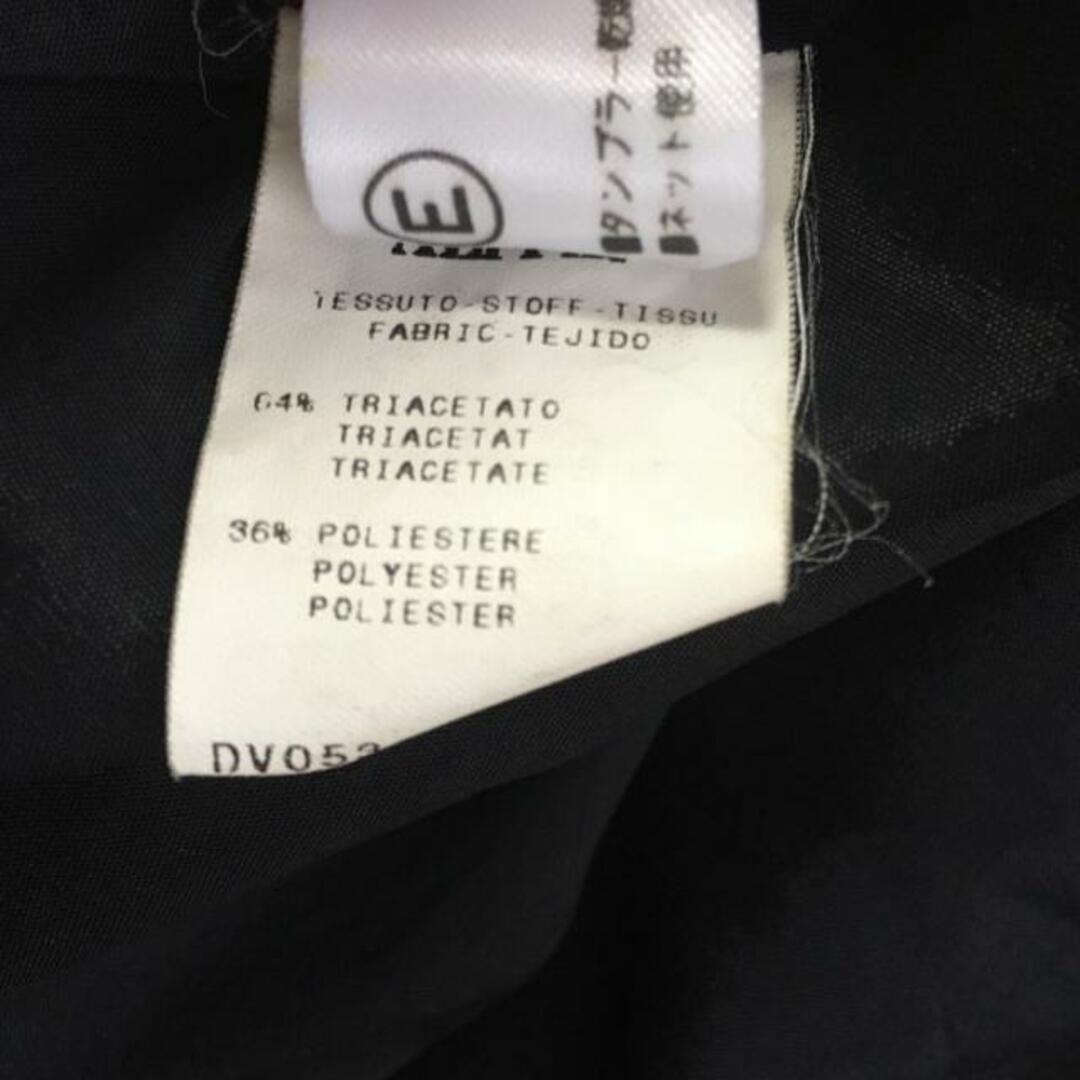 E
タンブラー乾
ネット使用
TESSUTO-STOFF-TISSU
FABRIC-TEJIDO
64% TRIACETATO
TRIACETAT
TRIACETATE
36% POLIESTERE
POLYESTER
POLIESTER
DV053